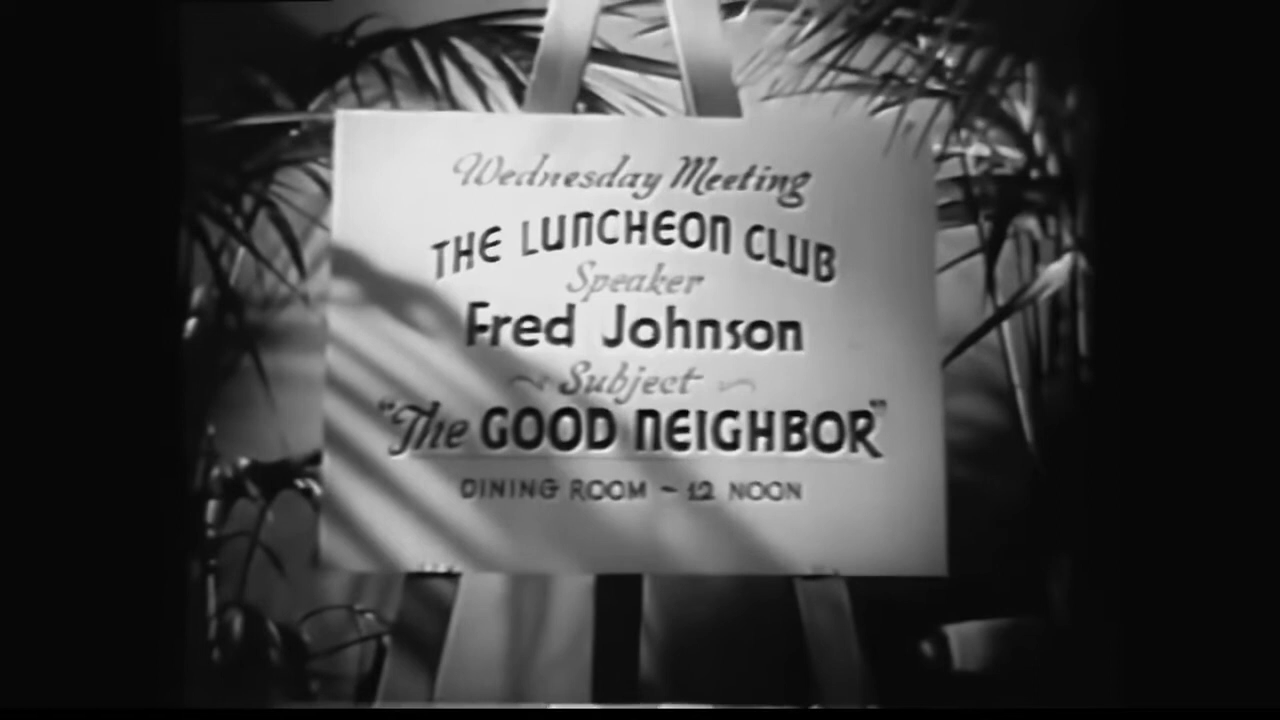 Wednesday Meeting
THE LUNCHEON CLUB
Speaker
Fred Johnson
~ Subject ~
"The GOOD NEIGHBOR"
DINING ROOM - 12 NOON